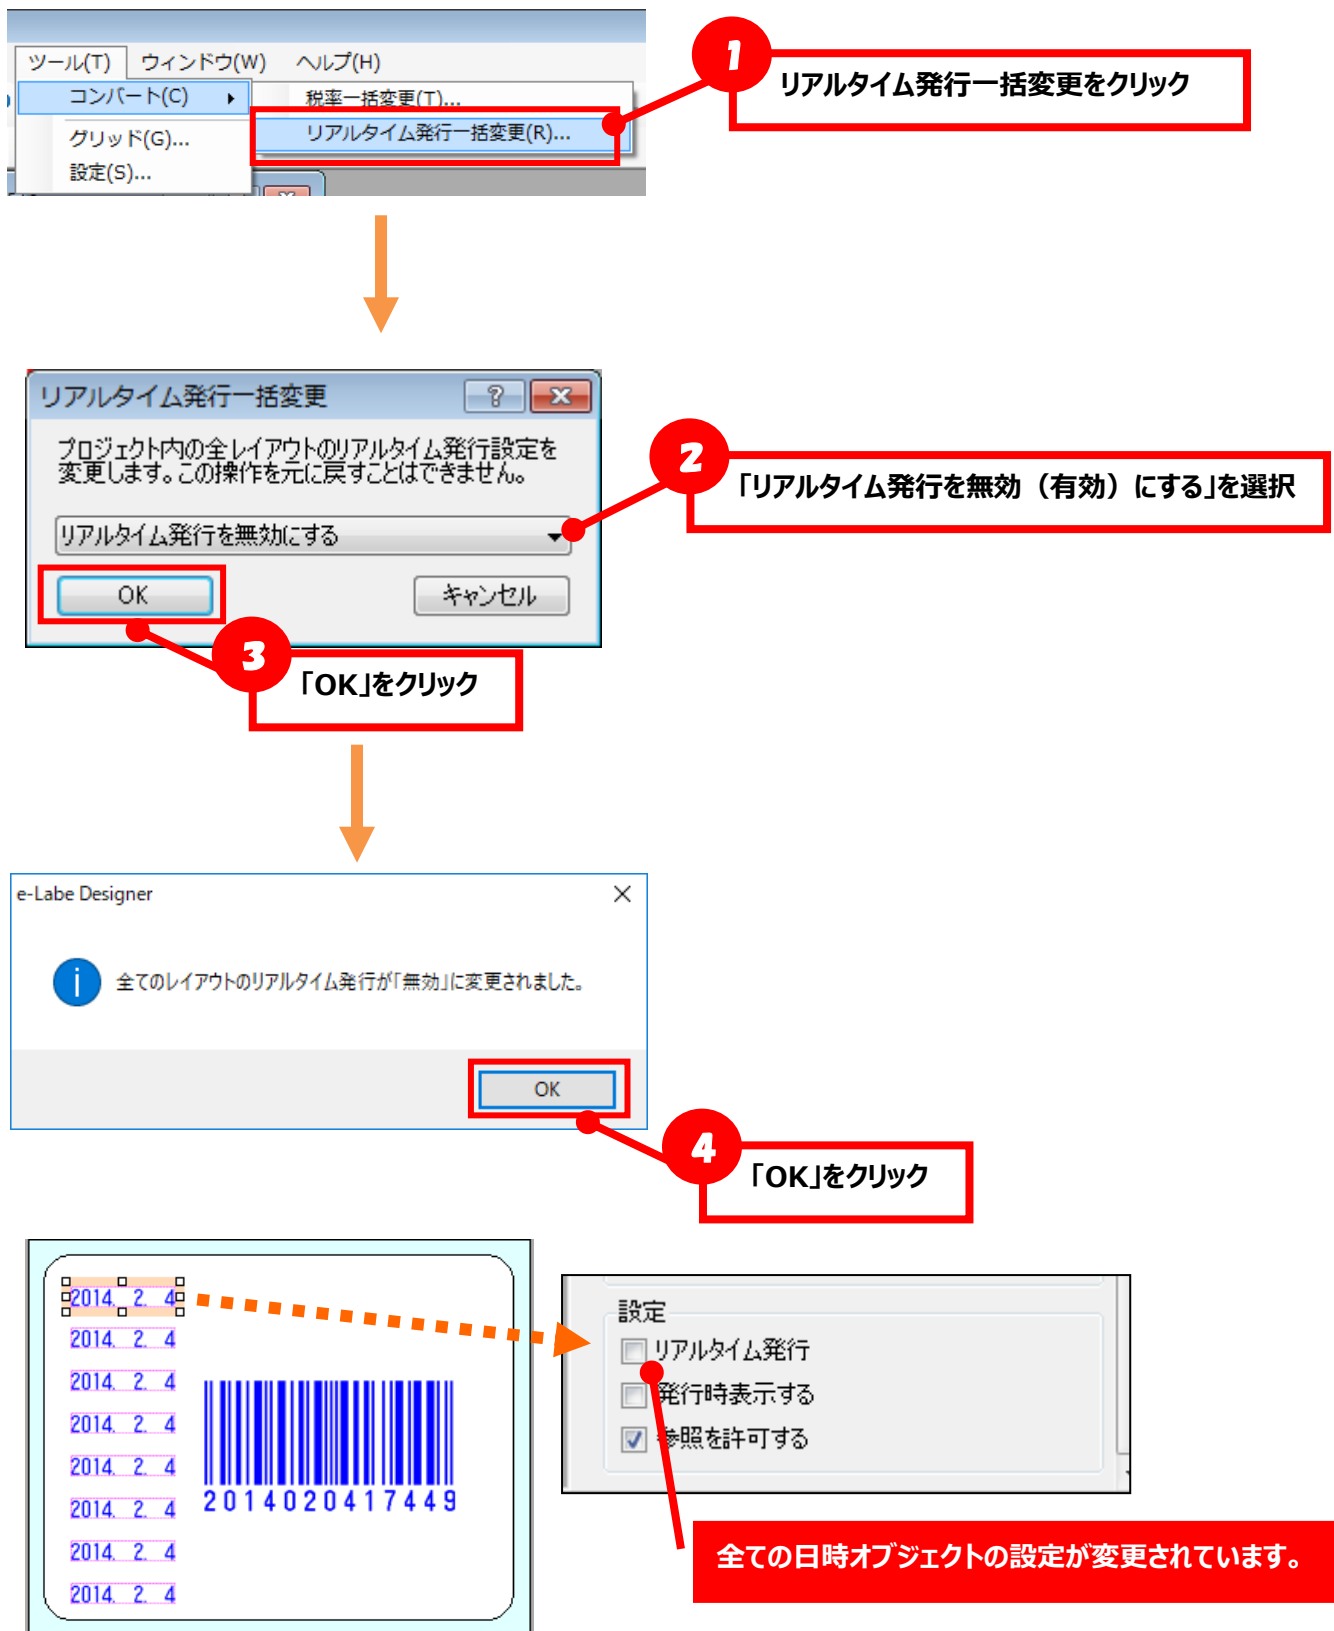 ツール(T) ウィンドウ(W) ヘルプ(H)
コンバート(C)
税率一括変更(T)...
リアルタイム発行一括変更(R)...
グリッド(G)...
設定(S)...
1
リアルタイム発行一括変更をクリック
リアルタイム発行一括変更
プロジェクト内の全レイアウトのリアルタイム発行設定を
変更します。この操作を元に戻すことはできません。
リアルタイム発行を無効にする
OK
キャンセル
2
「リアルタイム発行を無効（有効）にする」を選択
3
「OK」をクリック
e-Labe Designer
全てのレイアウトのリアルタイム発行が「無効」に変更されました。
OK
4
「OK」をクリック
2014. 2. 4
2014. 2. 4
2014. 2. 4
2014. 2. 4
2014. 2. 4
2014. 2. 4
2014. 2. 4
2014. 2. 4
2014020417449
設定
リアルタイム発行
発行時表示する
参照を許可する
全ての日時オブジェクトの設定が変更されています。